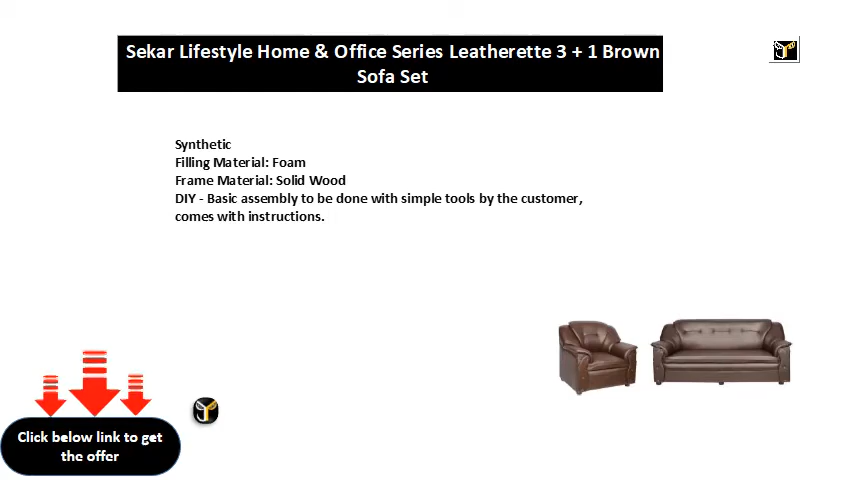 Sekar Lifestyle Home & Office Series Leatherette 3 + 1 Brown
Sofa Set
Synthetic
Filling Material: Foam
Frame Material: Solid Wood
DIY - Basic assembly to be done with simple tools by the customer,
comes with instructions.
Click below link to get
the offer